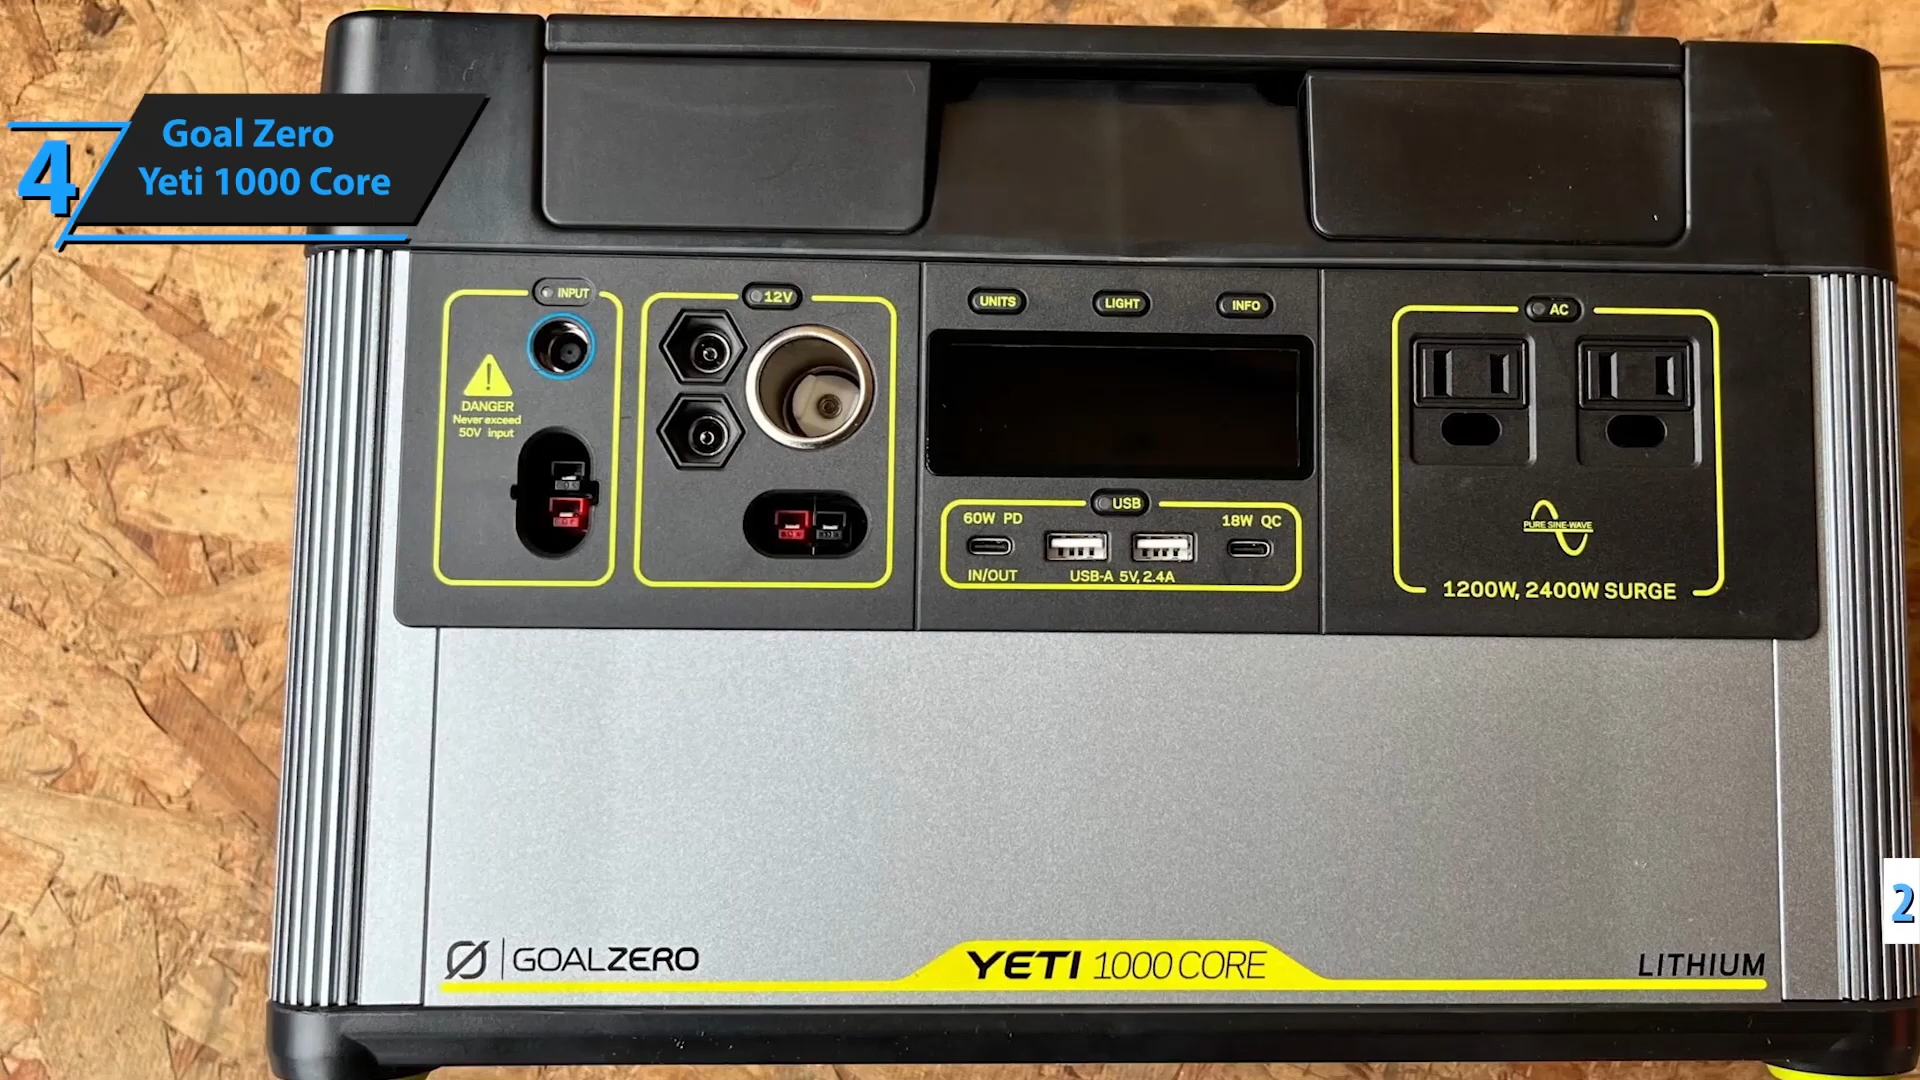 4
Goal Zero
Yeti 1000 Core
INPUT
DANGER
Never exceed
50V input
12V
UNITS
LIGHT
INFO
USB
60W PD
18W QC
IN/OUT
USB-A 5V, 2.4A
AC
PURE SINE-WAVE
1200W, 2400W SURGE
GOALZERO
YETI 1000 CORE
LITHIUM
2